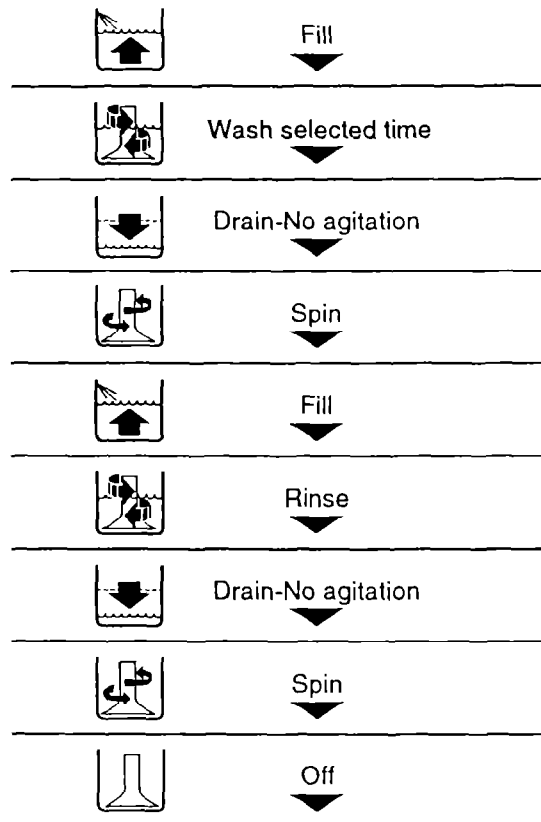 Fill
Wash selected time
Drain-No agitation
Spin
Fill
Rinse
Drain-No agitation
Spin
Off